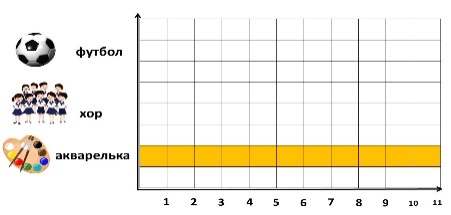 футбол
хор
акварелька
1 2 3 4 5 6 7 8 9 10 11